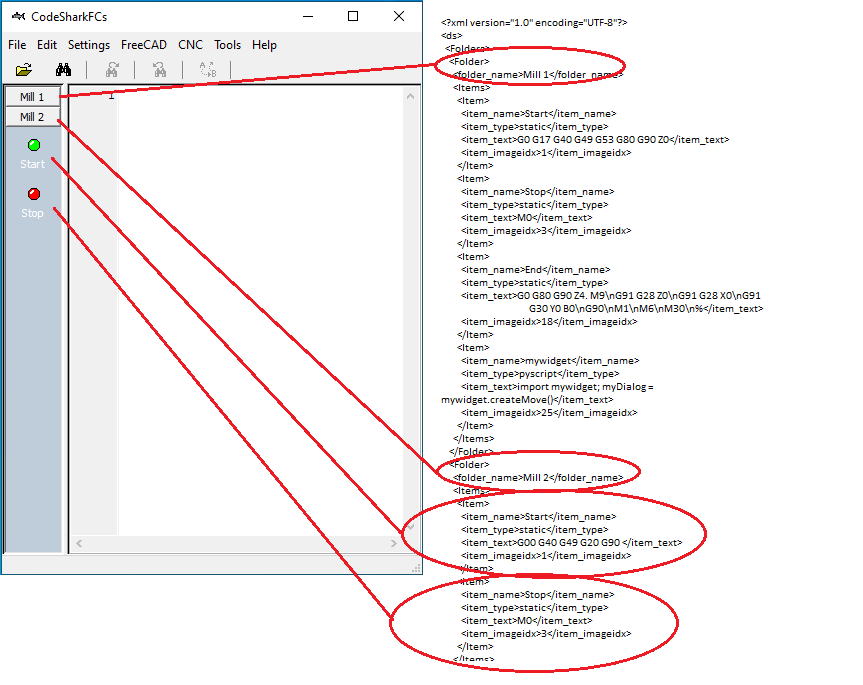 CodeSharkFCs
File Edit Settings FreeCAD CNC Tools Help
Mill 1
Mill 2
Start
Stop
1
<?xml version="1.0" encoding="UTF-8"?>
<ds>
<Folders>
<Folder>
<folder_name>Mill 1</folder_name>
<Items>
<Item>
<item_name>Start</item_name>
<item_type>static</item_type>
<item_text>G0 G17 G40 G49 G53 G80 G90 Z0</item_text>
<item_imageidx>1</item_imageidx>
</Item>
<Item>
<item_name>Stop</item_name>
<item_type>static</item_type>
<item_text>M0</item_text>
<item_imageidx>3</item_imageidx>
</Item>
<Item>
<item_name>End</item_name>
<item_type>static</item_type>
<item_text>G0 G80 G90 Z4. M9\nG91 G28 Z0\nG91 G28 X0\nG91
G30 Y0 B0\nG90\nM1\nM6\nM30\n%</item_text>
<item_imageidx>18</item_imageidx>
</Item>
<Item>
<item_name>mywidget</item_name>
<item_type>pyscript</item_type>
<item_text>import mywidget; myDialog =
mywidget.createMove()</item_text>
<item_imageidx>25</item_imageidx>
</Item>
</Items>
</Folder>
<Folder>
<folder_name>Mill 2</folder_name>
<Items>
<Item>
<item_name>Start</item_name>
<item_type>static</item_type>
<item_text>G00 G40 G49 G20 G90 </item_text>
<item_imageidx>1</item_imageidx>
</Item>
<Item>
<item_name>Stop</item_name>
<item_type>static</item_type>
<item_text>M0</item_text>
<item_imageidx>3</item_imageidx>
</Item>
</Items>